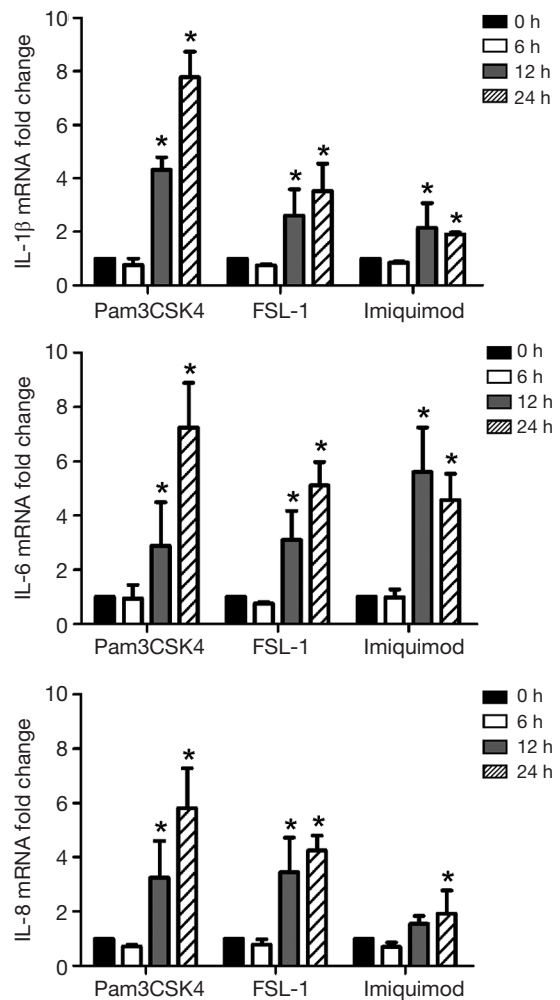 IL-1β mRNA fold change
10
8
6
4
2
0
*
*
*
*
*
*
Pam3CSK4 FSL-1 Imiquimod
0 h
6 h
12 h
24 h
IL-6 mRNA fold change
10
8
6
4
2
0
*
*
*
*
*
*
Pam3CSK4 FSL-1 Imiquimod
0 h
6 h
12 h
24 h
IL-8 mRNA fold change
10
8
6
4
2
0
*
*
*
*
*
Pam3CSK4 FSL-1 Imiquimod
0 h
6 h
12 h
24 h